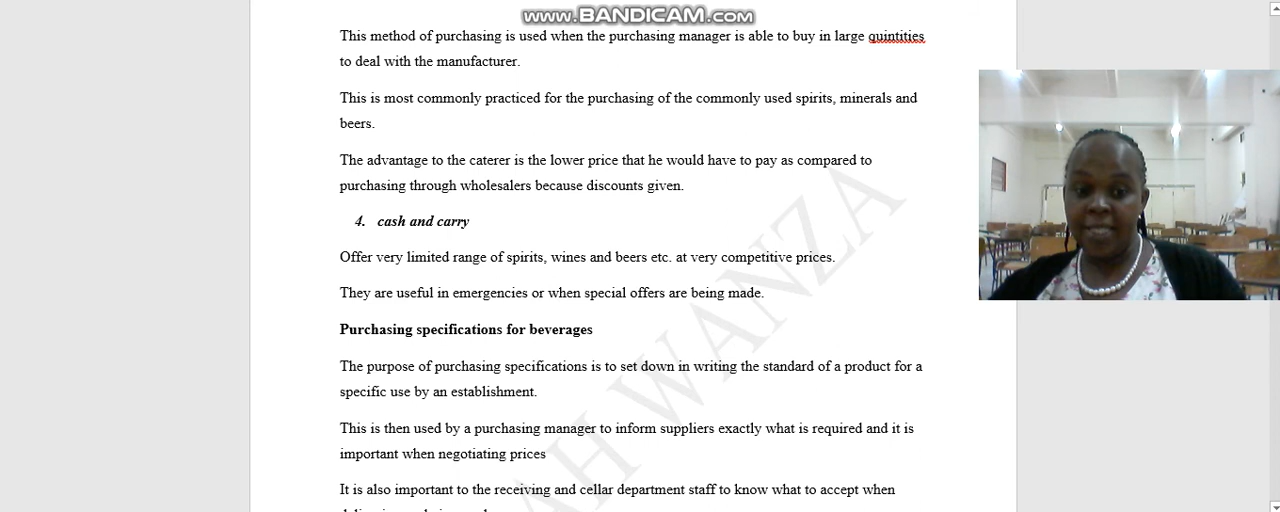 www.BANDICAM.com
This method of purchasing is used when the purchasing manager is able to buy in large quintities
to deal with the manufacturer.
This is most commonly practiced for the purchasing of the commonly used spirits, minerals and
beers.
The advantage to the caterer is the lower price that he would have to pay as compared to
purchasing through wholesalers because discounts given.
4. cash and carry
Offer very limited range of spirits, wines and beers etc. at very competitive prices.
They are useful in emergencies or when special offers are being made.
Purchasing specifications for beverages
The purpose of purchasing specifications is to set down in writing the standard of a product for a
specific use by an establishment.
This is then used by a purchasing manager to inform suppliers exactly what is required and it is
important when negotiating prices
It is also important to the receiving and cellar department staff to know what to accept when
AH WANZA